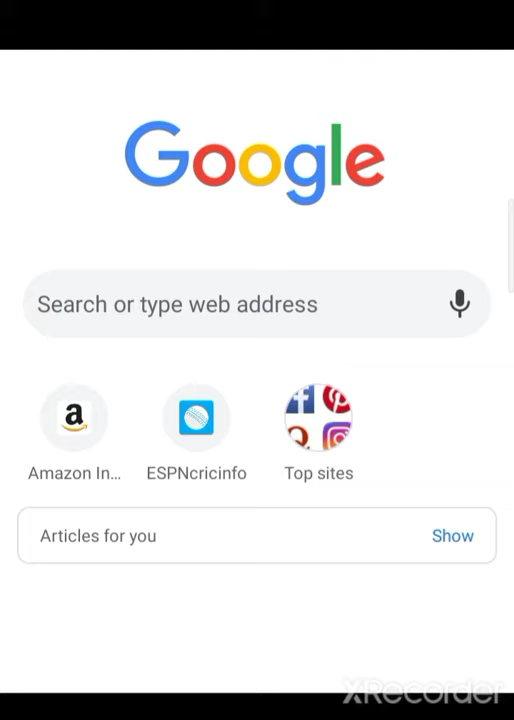 Google
Search or type web address
Amazon In...
ESPNcricinfo
Top sites
Articles for you
Show
XRecorder